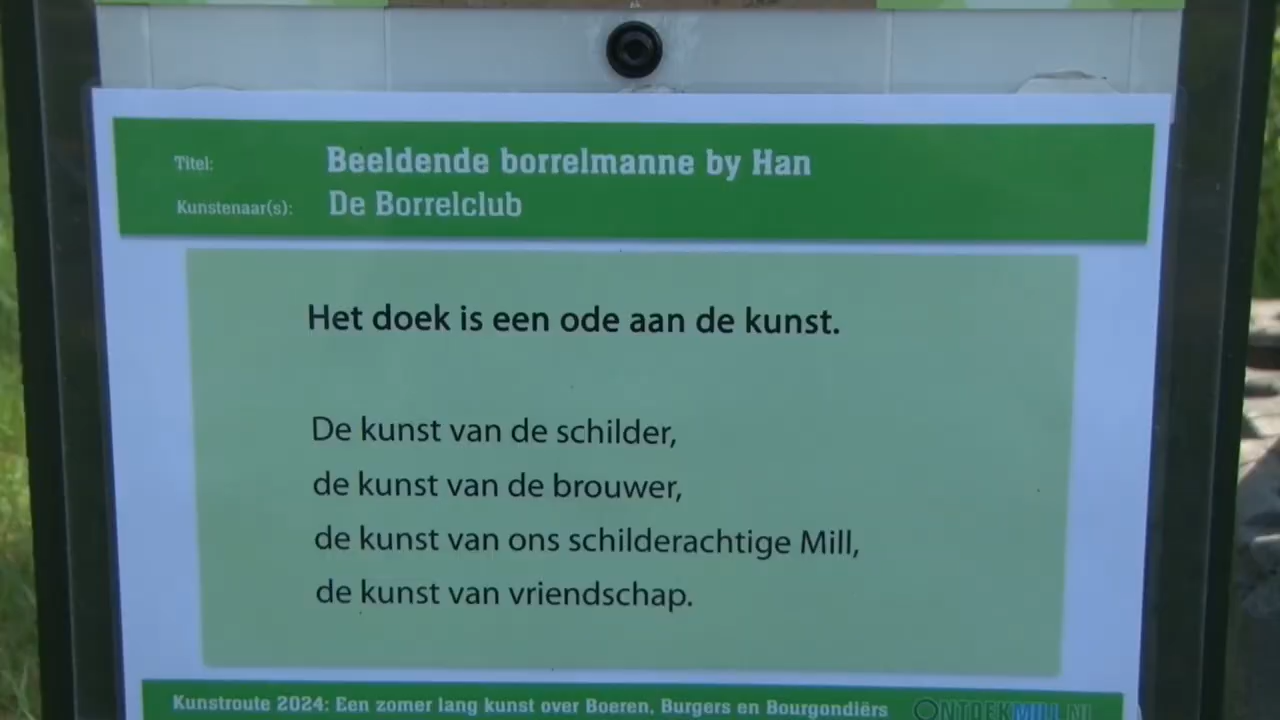 Titel: Beeldende borrelmanne by Han
Kunstenaar(s): De Borrelclub
Het doek is een ode aan de kunst.
De kunst van de schilder,
de kunst van de brouwer,
de kunst van ons schilderachtige Mill,
de kunst van vriendschap.
Kunstroute 2024: Een zomer lang kunst over Boeren, Burgers en Bourgondiërs ONTDEKMILL.NL